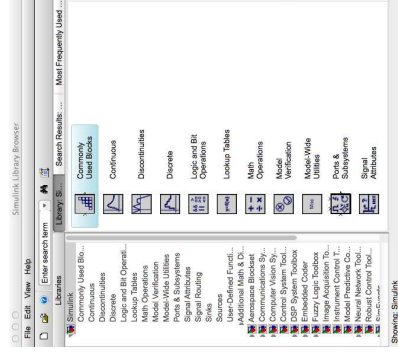 Simulink Library Browser
File Edit View Help
Enter search term
Libraries
Library: Si...
Search Results: ...
Most Frequently Used ...
Simulink
Commonly Used Blo...
Continuous
Discontinuities
Discrete
Logic and Bit Operati...
Lookup Tables
Math Operations
Model Verification
Model-Wide Utilities
Ports & Subsystems
Signal Attributes
Signal Routing
Sinks
Sources
User-Defined Functi...
Additional Math & Di...
Aerospace Blockset
Communications Sy...
Computer Vision Sy...
Control System Tool...
DSP System Toolbox
Embedded Coder
Fuzzy Logic Toolbox
Image Acquisition To...
Instrument Control T...
Model Predictive Co...
Neural Network Tool...
Robust Control Tool...
Commonly
Used Blocks
Continuous
Discontinuities
Discrete
Logic and Bit
Operations
Lookup Tables
Math
Operations
Model
Verification
Model-Wide
Utilities
Ports &
Subsystems
Signal
Attributes
Showing: Simulink